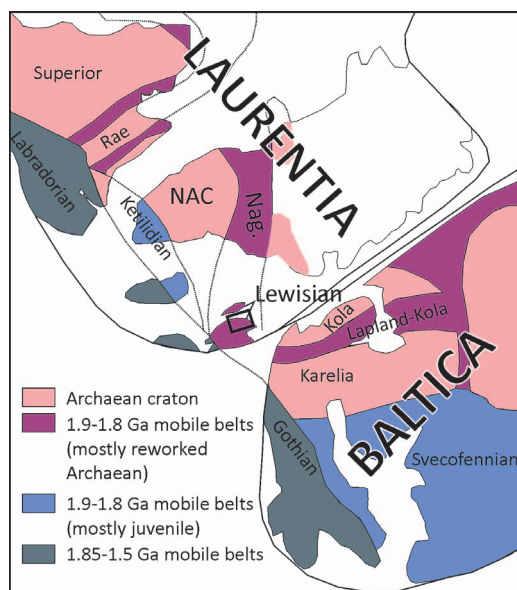 Superior
LAURENTIA
Rae
Labradorian
NAC
Nag.
Ketilidian
Lewisian
Kola
Lapland-Kola
Karelia
BALTICA
Gothian
Svecofennian
Archaean craton
1.9-1.8 Ga mobile belts
(mostly reworked
Archaean)
1.9-1.8 Ga mobile belts
(mostly juvenile)
1.85-1.5 Ga mobile belts